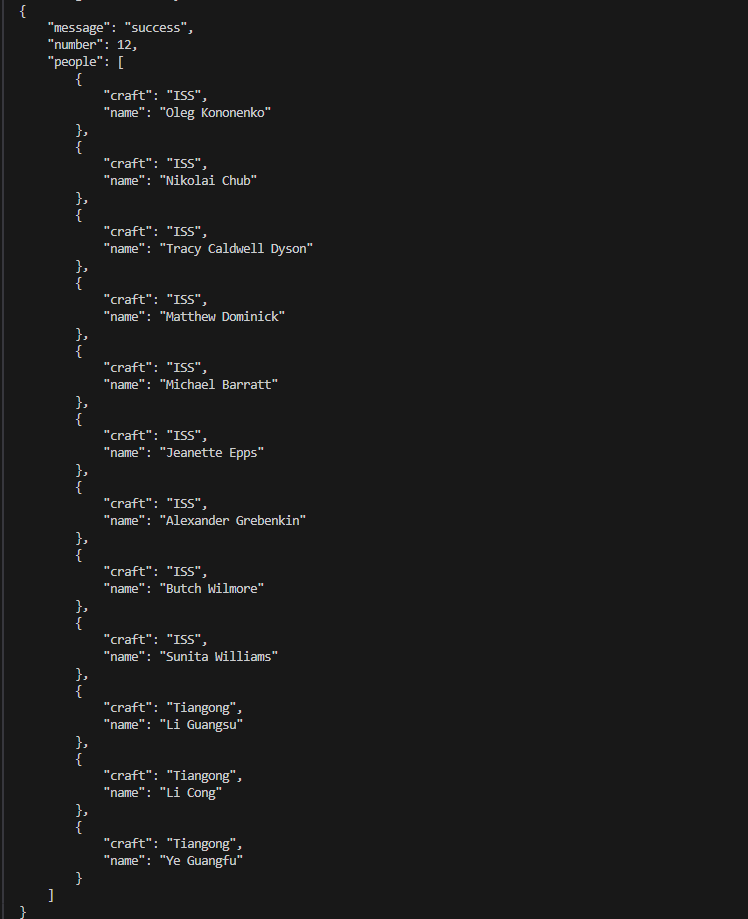 {
    "message": "success",
    "number": 12,
    "people": [
        {
            "craft": "ISS",
            "name": "Oleg Kononenko"
        },
        {
            "craft": "ISS",
            "name": "Nikolai Chub"
        },
        {
            "craft": "ISS",
            "name": "Tracy Caldwell Dyson"
        },
        {
            "craft": "ISS",
            "name": "Matthew Dominick"
        },
        {
            "craft": "ISS",
            "name": "Michael Barratt"
        },
        {
            "craft": "ISS",
            "name": "Jeanette Epps"
        },
        {
            "craft": "ISS",
            "name": "Alexander Grebenkin"
        },
        {
            "craft": "ISS",
            "name": "Butch Wilmore"
        },
        {
            "craft": "ISS",
            "name": "Sunita Williams"
        },
        {
            "craft": "Tiangong",
            "name": "Li Guangsu"
        },
        {
            "craft": "Tiangong",
            "name": "Li Cong"
        },
        {
            "craft": "Tiangong",
            "name": "Ye Guangfu"
        }
    ]
}